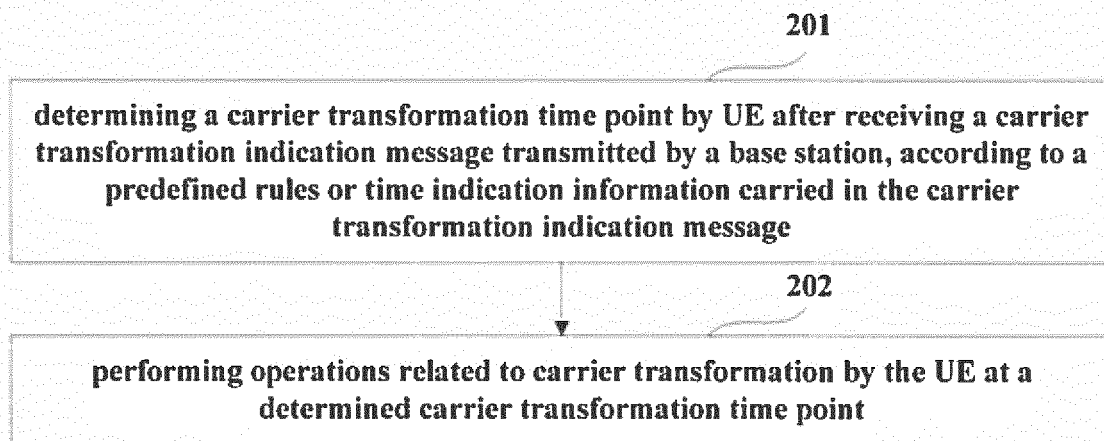 201
determining a carrier transformation time point by UE after receiving a carrier
transformation indication message transmitted by a base station, according to a
predefined rules or time indication information carried in the carrier
transformation indication message
202
performing operations related to carrier transformation by the UE at a
determined carrier transformation time point